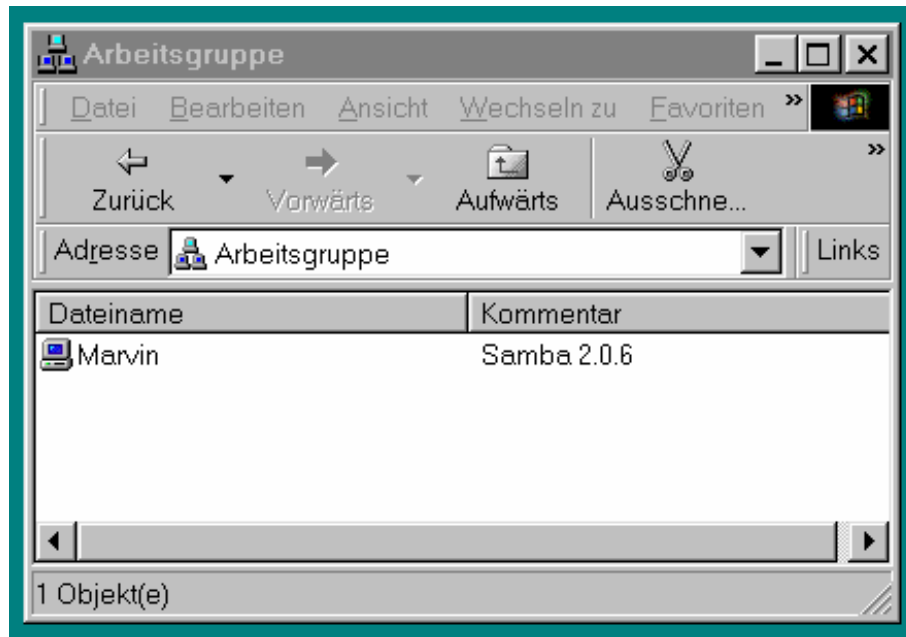 Arbeitsgruppe
Datei Bearbeiten Ansicht Wechseln zu Favoriten »
Zurück Vorwärts Aufwärts Ausschne... »
Adresse Arbeitsgruppe Links
Dateiname Kommentar
Marvin Samba 2.0.6
1 Objekt(e)